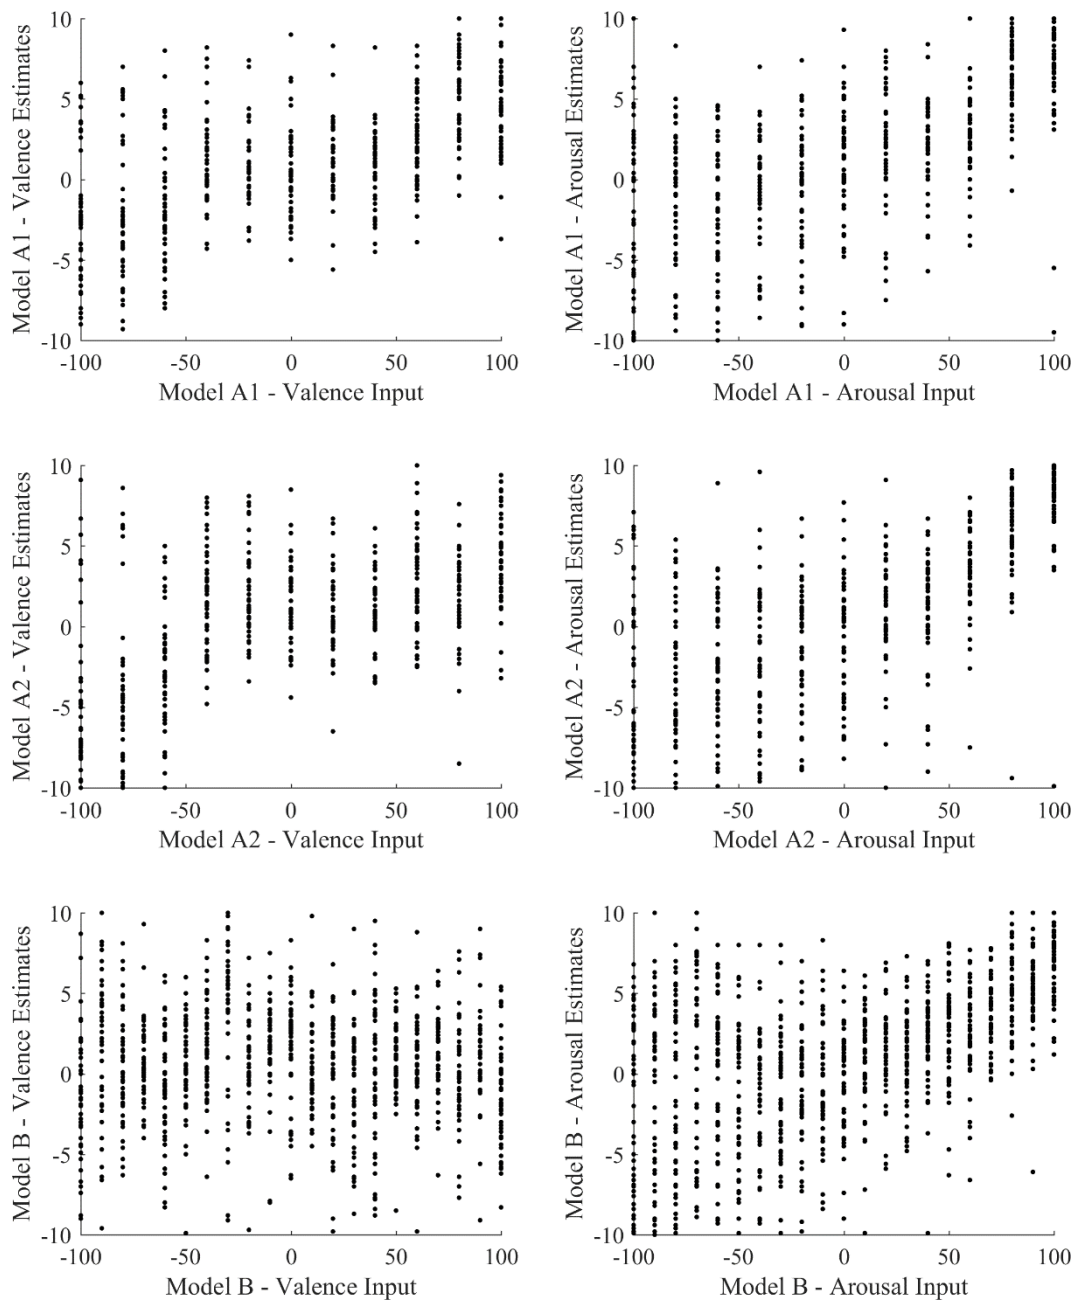 10
5
0
-5
-10
Model A1 - Valence Estimates
-100 -50 0 50 100
Model A1 - Valence Input
10
5
0
-5
-10
Model A1 - Arousal Estimates
-100 -50 0 50 100
Model A1 - Arousal Input
10
5
0
-5
-10
Model A2 - Valence Estimates
-100 -50 0 50 100
Model A2 - Valence Input
10
5
0
-5
-10
Model A2 - Arousal Estimates
-100 -50 0 50 100
Model A2 - Arousal Input
10
5
0
-5
-10
Model B - Valence Estimates
-100 -50 0 50 100
Model B - Valence Input
10
5
0
-5
-10
Model B - Arousal Estimates
-100 -50 0 50 100
Model B - Arousal Input